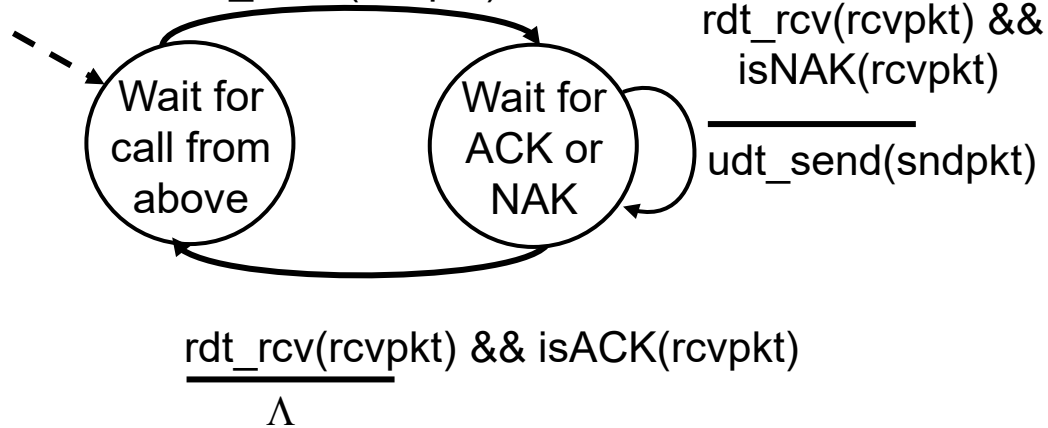 rdt_rcv(rcvpkt) &&
isNAK(rcvpkt)
udt_send(sndpkt)
Wait for
call from
above
Wait for
ACK or
NAK
rdt_rcv(rcvpkt) && isACK(rcvpkt)
Λ